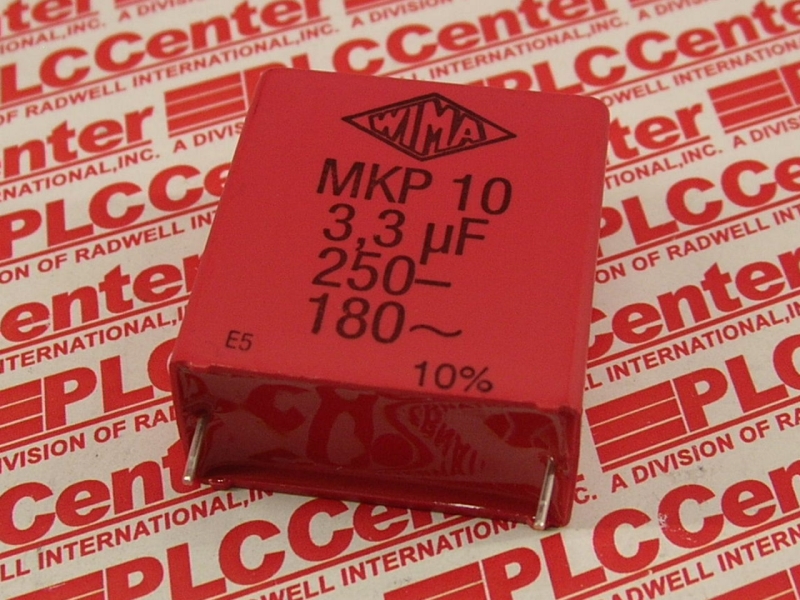 WIMA
MKP 10
3,3 µF
250–
180~
E5
10%
PLCCenter
A DIVISION OF RADWELL INTERNATIONAL, INC.